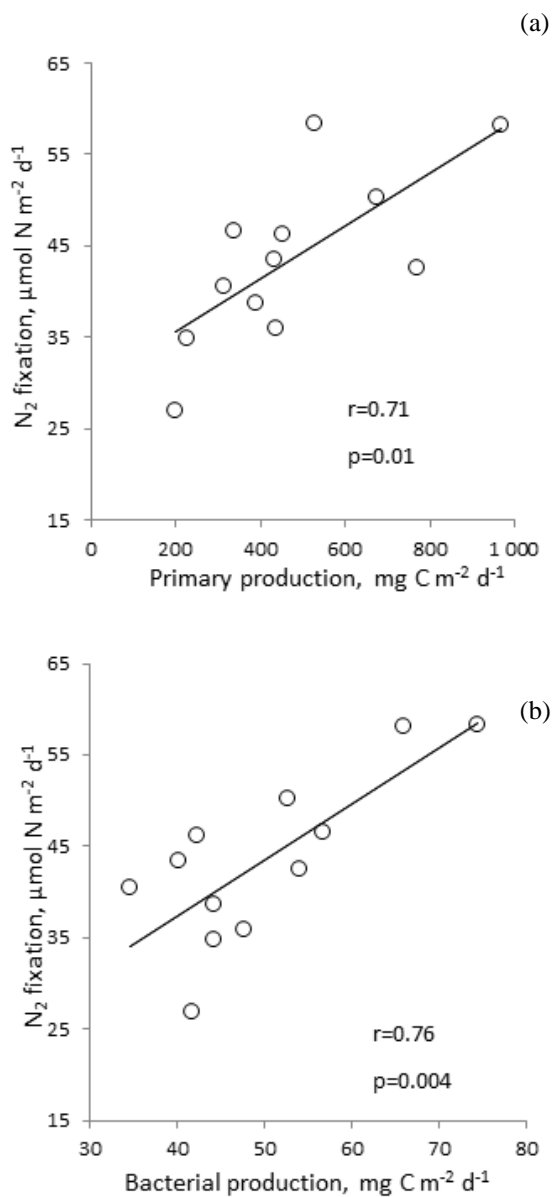 (a)
65
55
45
35
25
15
N₂ fixation, µmol N m⁻² d⁻¹
r=0.71
p=0.01
0 200 400 600 800 1 000
Primary production, mg C m⁻² d⁻¹
(b)
65
55
45
35
25
15
N₂ fixation, µmol N m⁻² d⁻¹
r=0.76
p=0.004
30 40 50 60 70 80
Bacterial production, mg C m⁻² d⁻¹